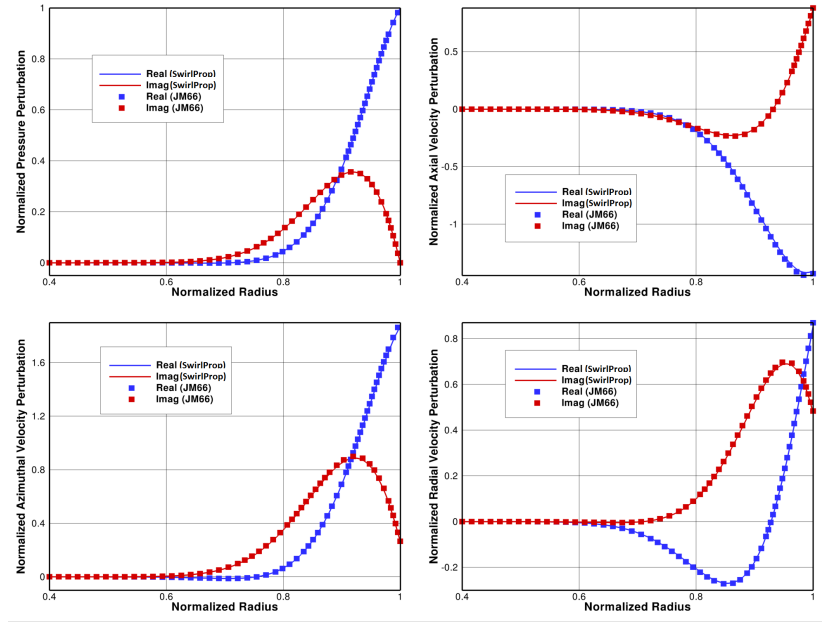 Normalized Pressure Perturbation
1
0.8
0.6
0.4
0.2
0
Real (SwirlProp)
Imag(SwirlProp)
Real (JM66)
Imag (JM66)
0.4 0.6 0.8 1
Normalized Radius
Normalized Axial Velocity Perturbation
0.5
0
-0.5
-1
Real (SwirlProp)
Imag(SwirlProp)
Real (JM66)
Imag (JM66)
0.4 0.6 0.8 1
Normalized Radius
Normalized Azimuthal Velocity Perturbation
1.6
1.2
0.8
0.4
0
Real (SwirlProp)
Imag(SwirlProp)
Real (JM66)
Imag (JM66)
0.4 0.6 0.8 1
Normalized Radius
Normalized Radial Velocity Perturbation
0.8
0.6
0.4
0.2
0
-0.2
Real (SwirlProp)
Imag(SwirlProp)
Real (JM66)
Imag (JM66)
0.4 0.6 0.8 1
Normalized Radius